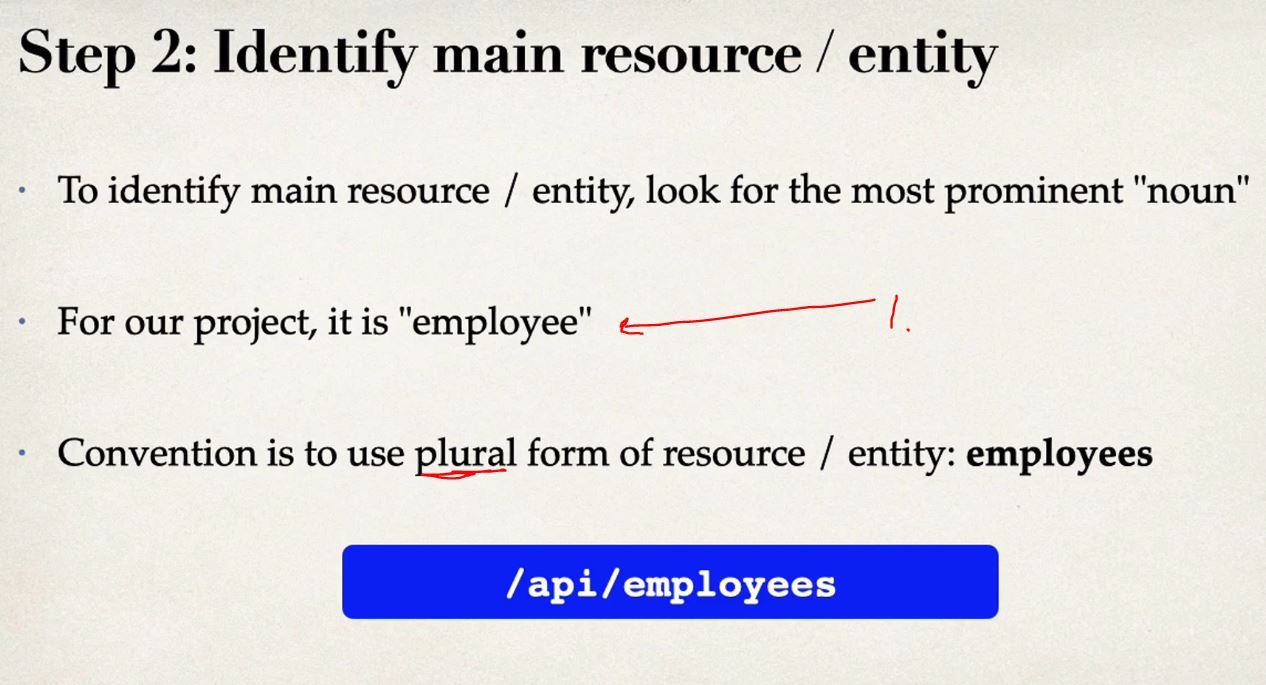 Step 2: Identify main resource / entity
• To identify main resource / entity, look for the most prominent "noun"
• For our project, it is "employee" 1.
• Convention is to use plural form of resource / entity: employees
/api/employees